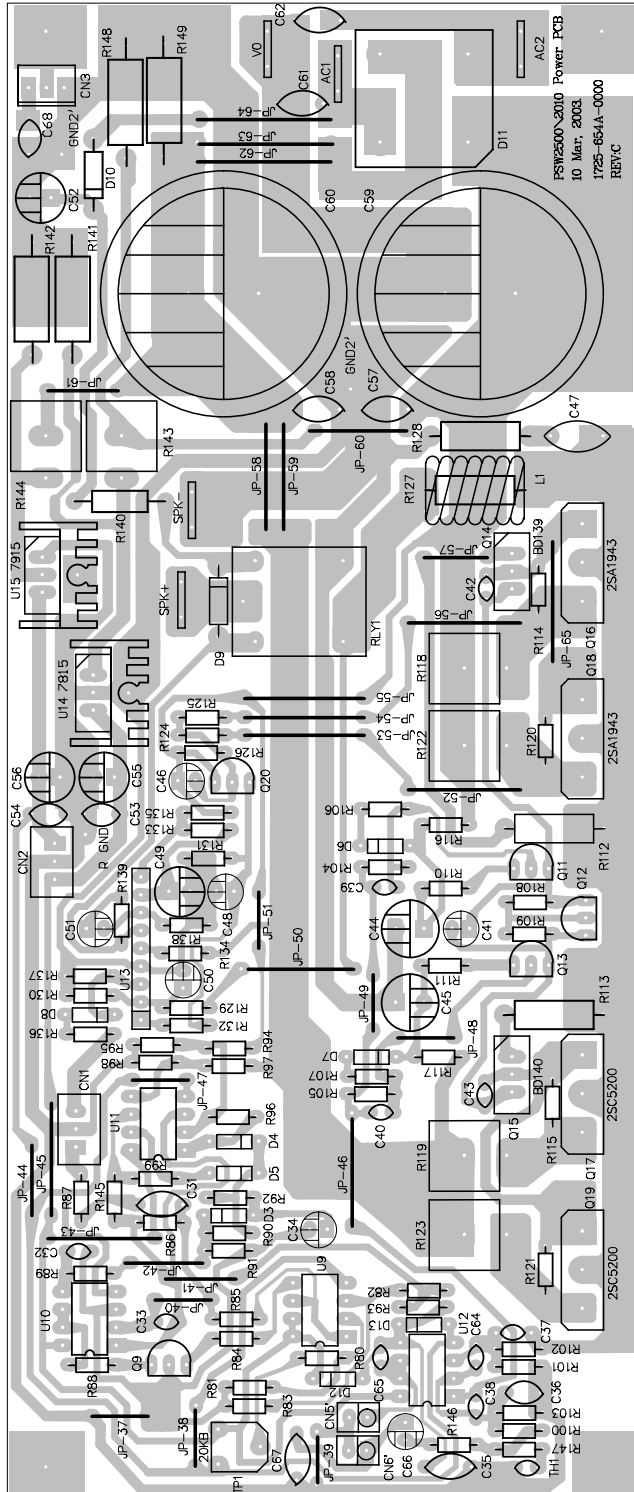 C62
R148
R149
VO
AC1
AC2
CN3
C61
C68
GND2'
JP-64
JP-63
JP-62
D11
D10
PSW2500~2010 Power PCB
10 Mar, 2003.
1725-654A-0000
REV:C
C52
C60
C59
R142
R141
GND2'
JP-61
C58
C57
C47
R143
R128
JP-60
JP-58
JP-59
R144
R140
SPK-
R127
L1
U15 7915
Q14
BD139
JP-57
2SA1943
SPK+
C42
D9
RLY1
JP-56
R114
JP-65
Q16
Q18
U14 7815
R118
JP-55
JP-54
JP-53
R125
R124
R126
R122
R120
2SA1943
C56
C55
C46
Q20
JP-52
C54
C53
R135
R133
R106
R GND
CN2
R131
D6
R116
R112
R104
R139
C49
C39
R110
Q11
R108
Q12
C51
C48
JP-51
C44
C41
R109
R138
R134
JP-50
Q13
R137
U13
C50
R111
R130
JP-49
C45
R113
D8
R129
R132
R136
JP-48
R95
R94
D7
R98
R97
R107
R117
BD140
2SC5200
CN1
JP-47
R105
C43
U11
R96
C40
Q15
R115
D4
JP-44
JP-45
R99
D5
JP-46
R119
Q17
Q19
R87
R145
C31
R92
D3
C34
R123
JP-43
R86
R90
C32
R91
R89
JP-42
JP-41
U9
R121
2SC5200
JP-40
R82
U10
R85
R93
U12
C33
D13
C64
C37
Q9
R84
R80
R102
R101
R88
C65
R81
D12
C38
C36
R83
CN5'
R103
JP-37
JP-38
20KB
R146
R100
TP1
C67
JP-39
CN6'
C66
C35
R147
TH1